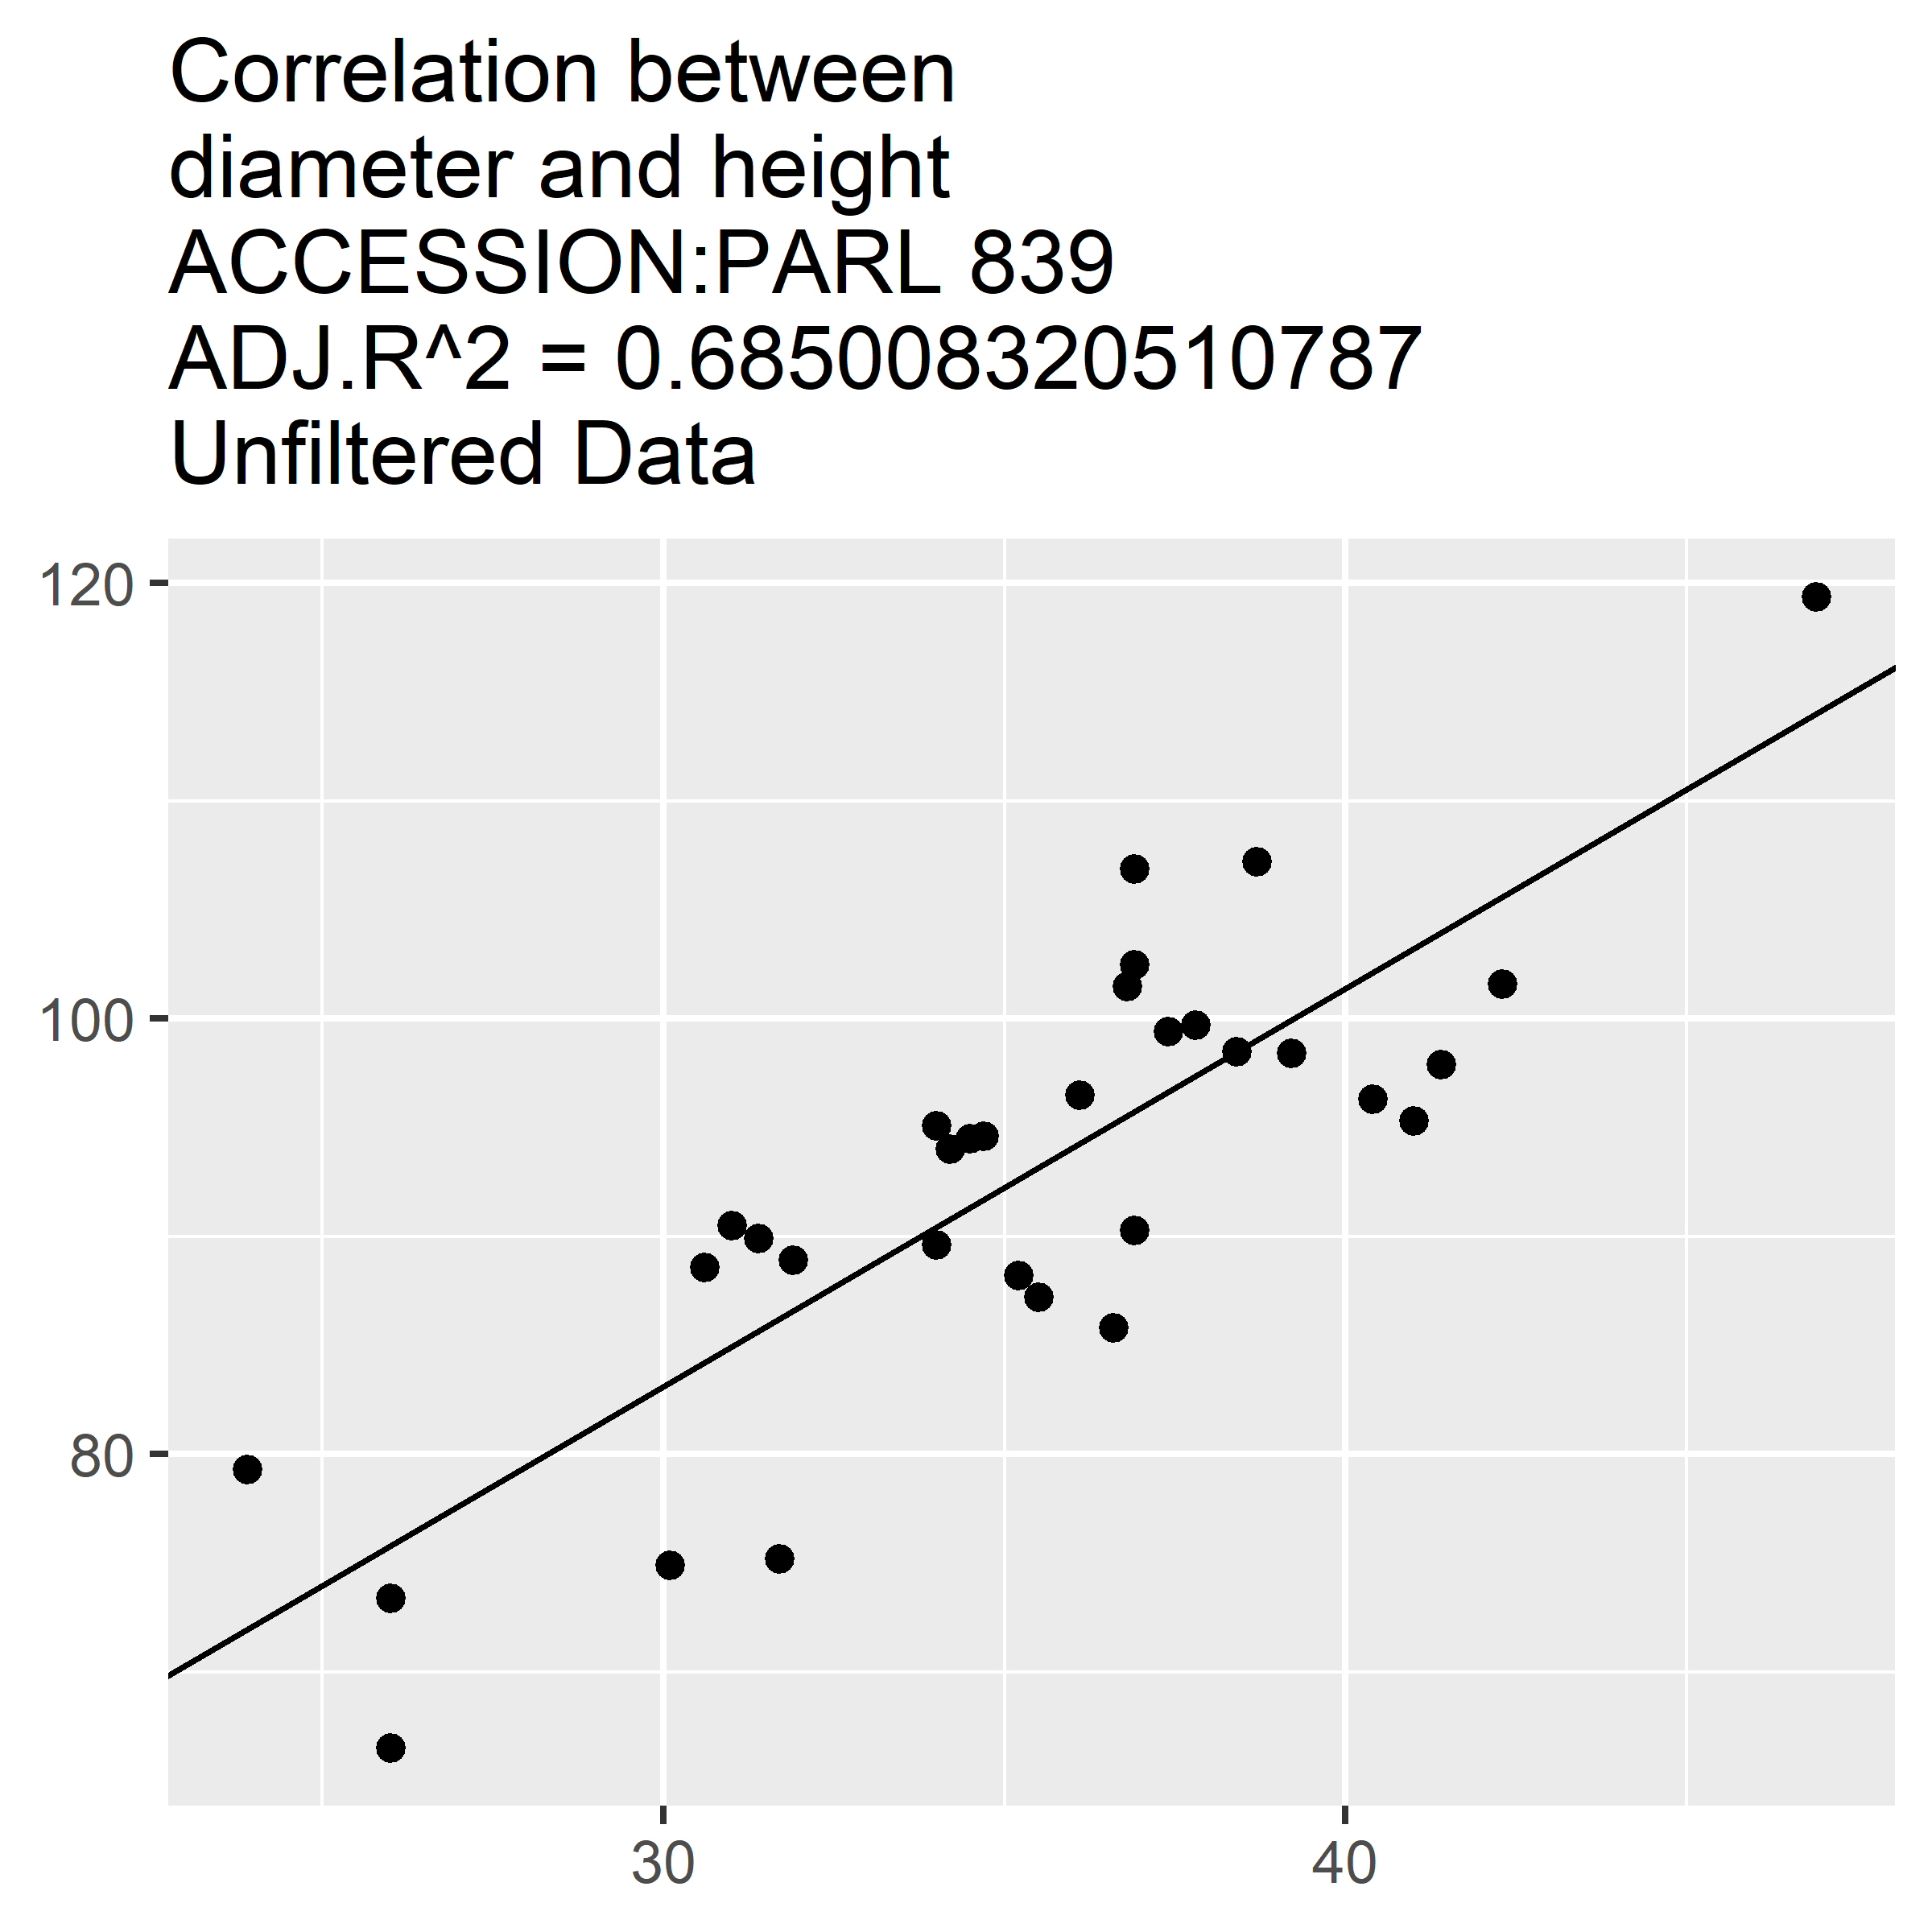 Correlation between
diameter and height
ACCESSION:PARL 839
ADJ.R^2 = 0.685008320510787
Unfiltered Data
120
100
80
30
40